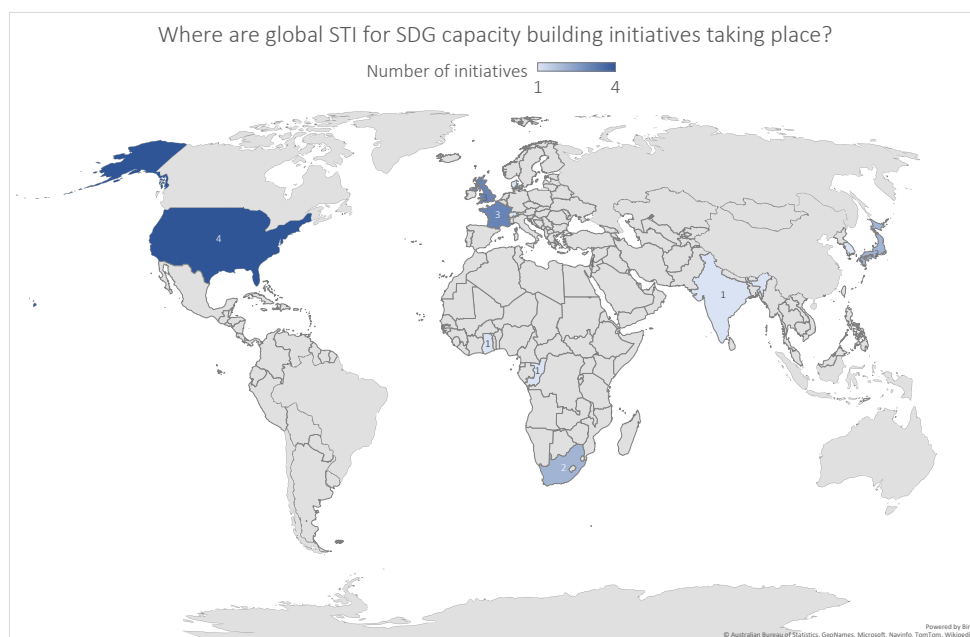 Where are global STI for SDG capacity building initiatives taking place?
Number of initiatives
1 4
4
3
1
1
1
2
Powered by Bin
© Australian Bureau of Statistics, GeoNames, Microsoft, Navinfo, TomTom, Wikipedi